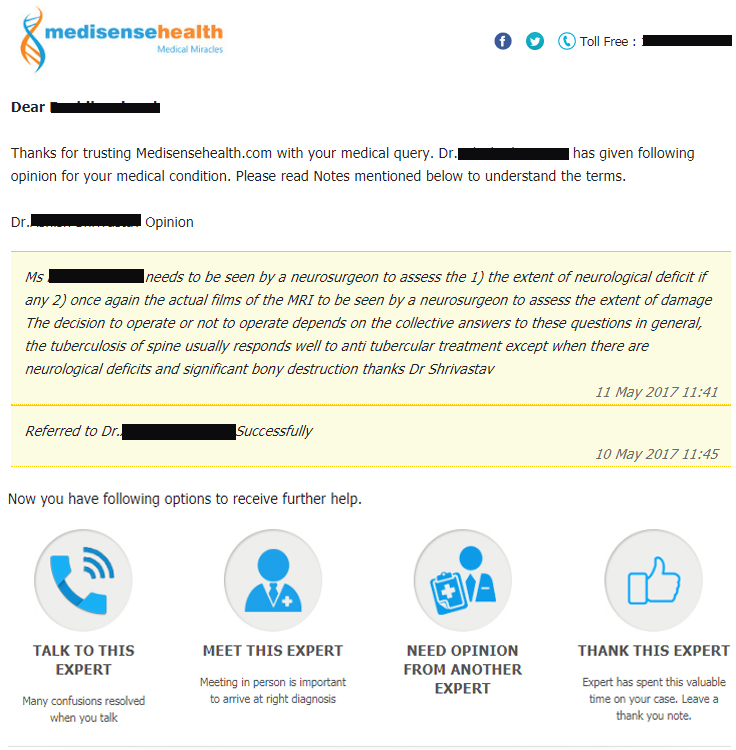 medisensehealth
Medical Miracles
Toll Free :
Dear
Thanks for trusting Medisensehealth.com with your medical query. Dr. has given following
opinion for your medical condition. Please read Notes mentioned below to understand the terms.
Dr. Opinion
Ms needs to be seen by a neurosurgeon to assess the 1) the extent of neurological deficit if
any 2) once again the actual films of the MRI to be seen by a neurosurgeon to assess the extent of damage
The decision to operate or not to operate depends on the collective answers to these questions in general,
the tuberculosis of spine usually responds well to anti tubercular treatment except when there are
neurological deficits and significant bony destruction thanks Dr Shrivastav
11 May 2017 11:41
Referred to Dr. Successfully
10 May 2017 11:45
Now you have following options to receive further help.
TALK TO THIS
EXPERT
Many confusions resolved
when you talk
MEET THIS EXPERT
Meeting in person is important
to arrive at right diagnosis
NEED OPINION
FROM ANOTHER
EXPERT
THANK THIS EXPERT
Expert has spent this valuable
time on your case. Leave a
thank you note.